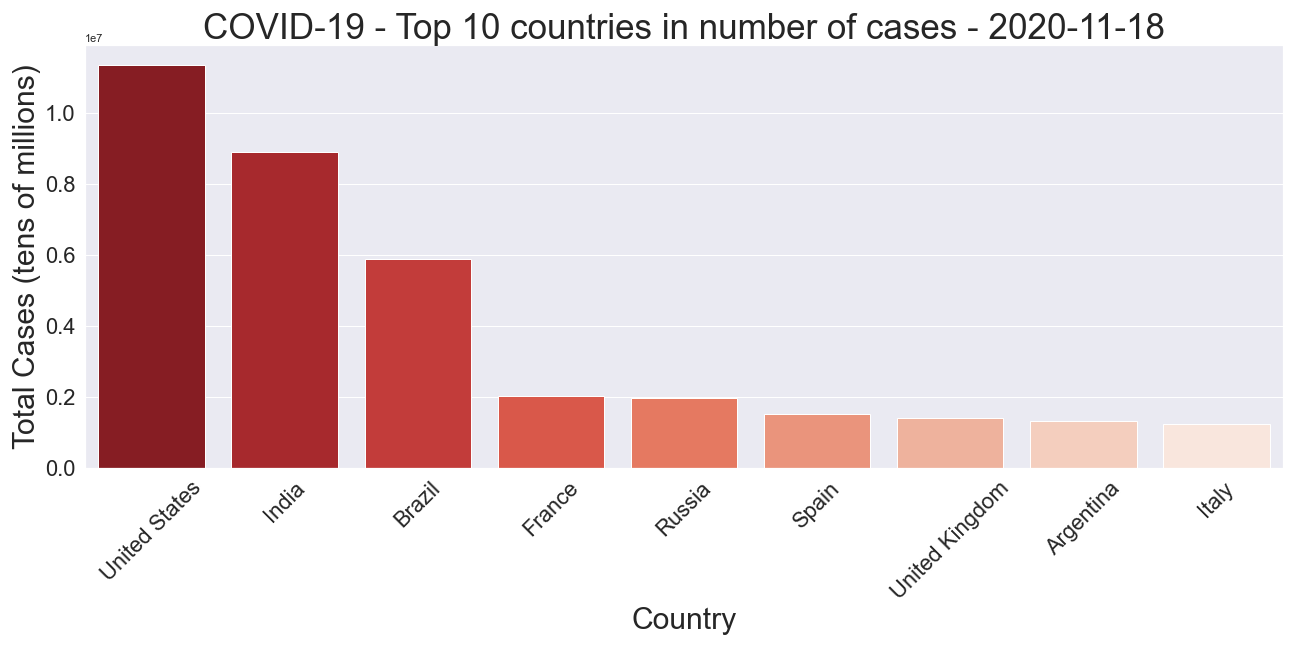 COVID-19 - Top 10 countries in number of cases - 2020-11-18
1e7
Total Cases (tens of millions)
1.0
0.8
0.6
0.4
0.2
0.0
United States
India
Brazil
France
Russia
Spain
United Kingdom
Argentina
Italy
Country